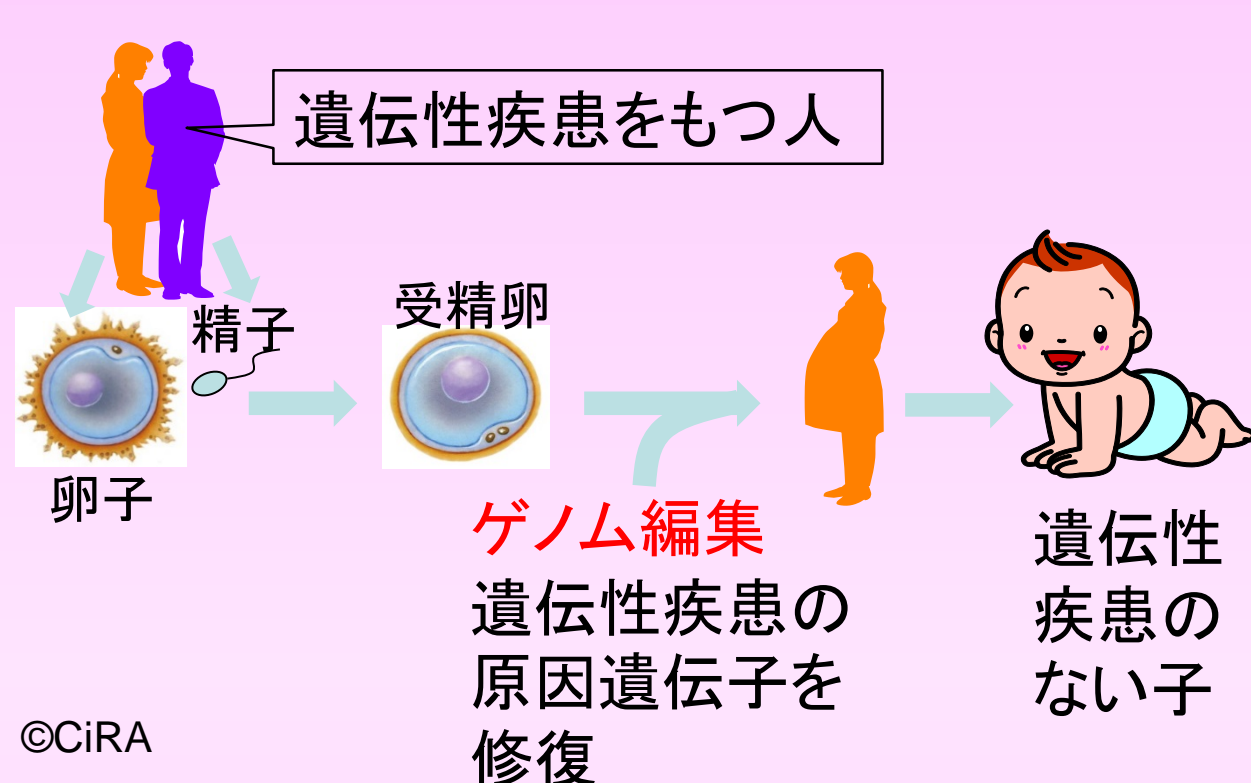 遺伝性疾患をもつ人
精子
受精卵
卵子
ゲノム編集
遺伝性疾患の
原因遺伝子を
修復
遺伝性
疾患の
ない子
©CiRA